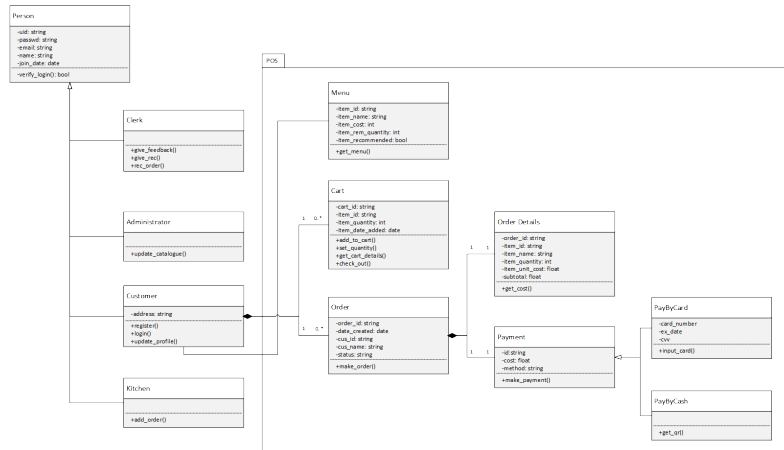 Person
-uid: string
-passwd: string
-email: string
-name: string
-join_date: date
-verify_login(): bool
POS
Clerk
+give_feedback()
+give_rec()
+rec_order()
Menu
-item_id: string
-item_name: string
-item_cost: int
-item_rem_quantity: int
-item_recommended: bool
+get_menu()
Administrator
+update_catalogue()
Cart
-cart_id: string
-item_id: string
-item_quantity: int
-item_date_added: date
+add_to_cart()
+set_quantity()
+get_cart_details()
+check_out()
1 0..*
Order Details
-order_id: string
-item_id: string
-item_name: string
-item_quantity: int
-item_unit_cost: float
-subtotal: float
+get_cost()
1 1
Customer
-address: string
+register()
+login()
+update_profile()
1 0..*
Order
-order_id: string
-date_created: date
-cus_id: string
-cus_name: string
-status: string
+make_order()
1 1
Payment
-id:string
-cost: float
-method: string
+make_payment()
PayByCard
-card_number
-ex_date
-cvv
+input_card()
Kitchen
+add_order()
PayByCash
+get_qr()